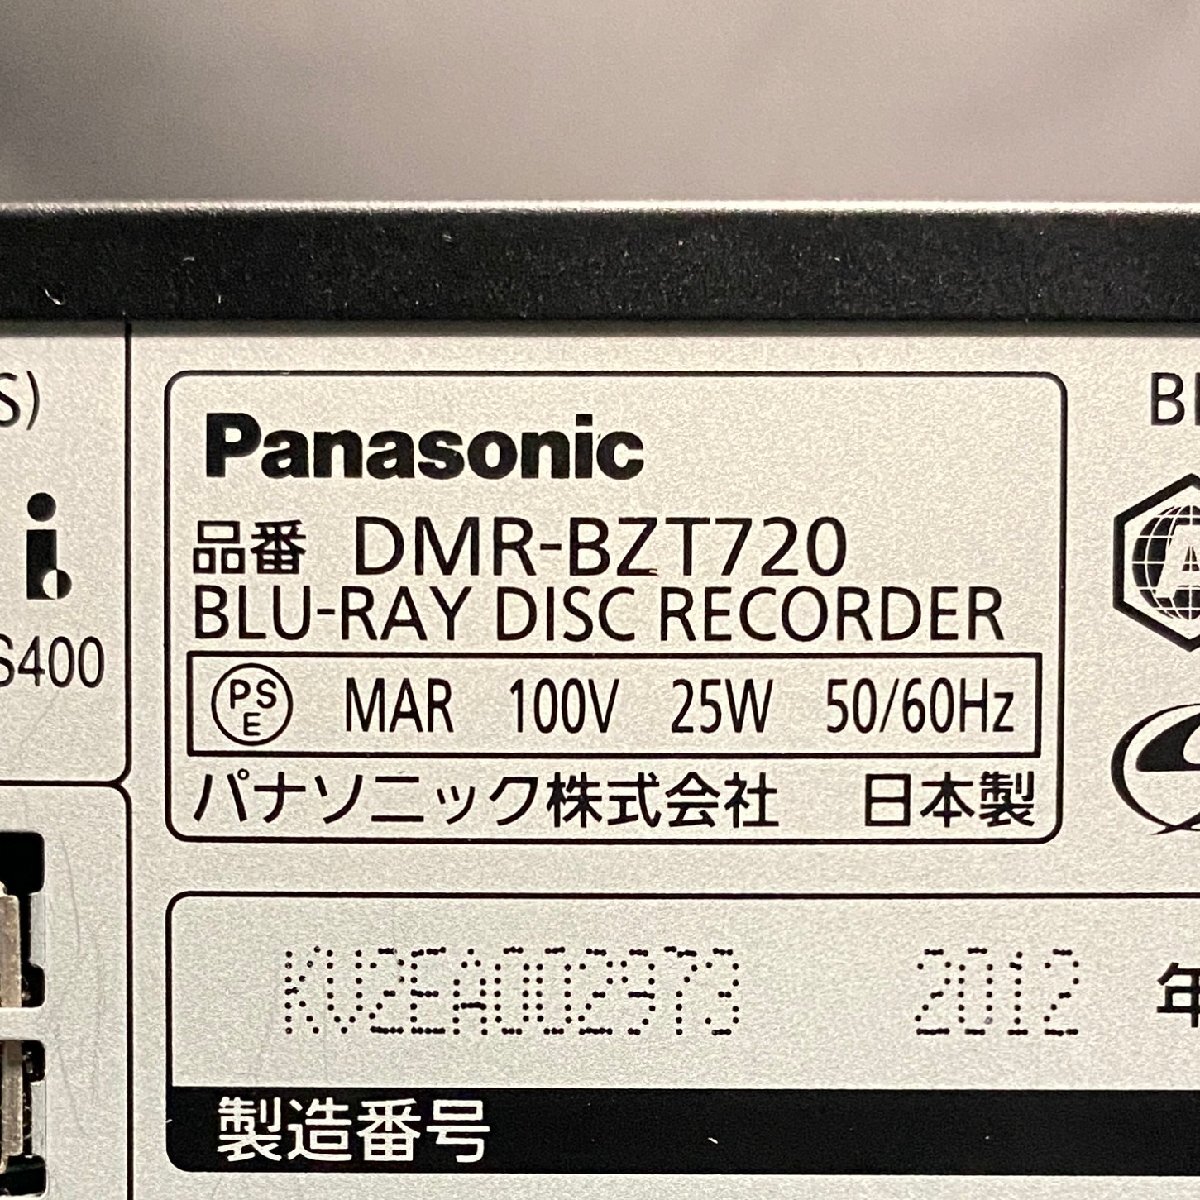 S)
i.
S400
Panasonic
品番 DMR-BZT720
BLU-RAY DISC RECORDER
PSE MAR 100V 25W 50/60Hz
パナソニック株式会社 日本製
KV2EA002973 2012 年
製造番号